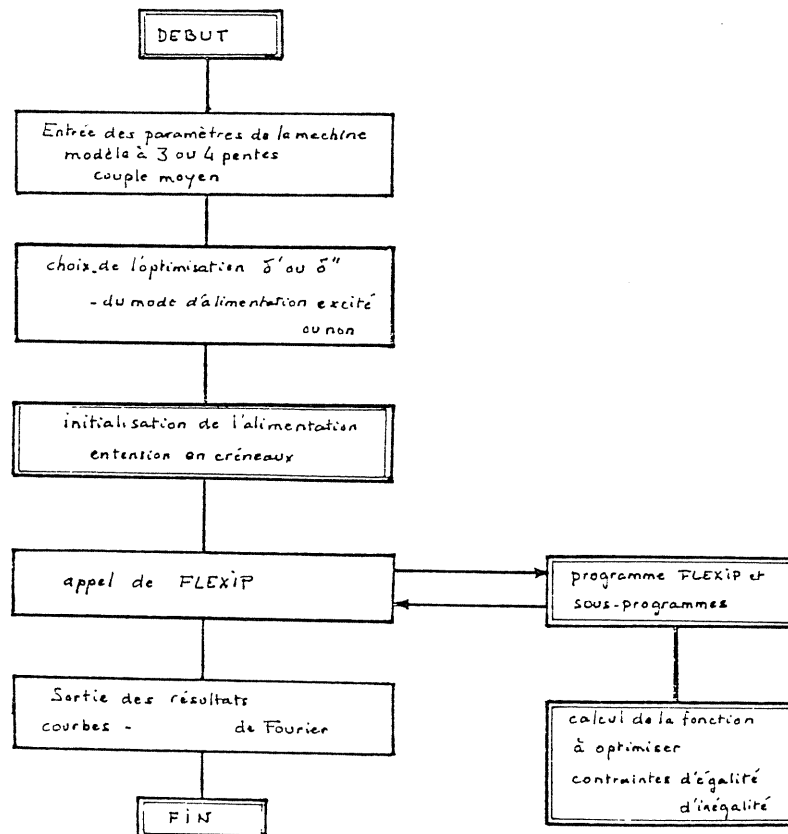 DEBUT
Entrée des paramètres de la machine
modèla à 3 ou 4 pentes
couple moyen
choix de l'optimisation δ' ou δ"
- du mode d'alimentation excité
ou non
initialisation de l'alimentation
entension en créneaux
appel de FLEXIP
programme FLEXIP et
sous-programmes
Sortie des résultats
courbes - de Fourier
calcul de la fonction
à optimiser
contraintes d'égalité
d'inégalité
FIN